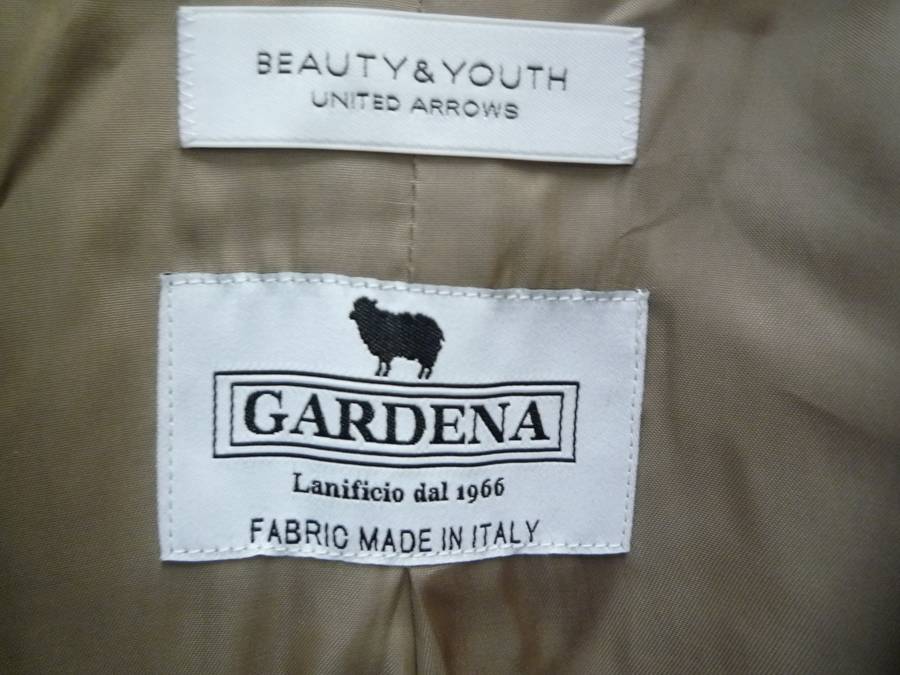 BEAUTY&YOUTH
UNITED ARROWS
GARDENA
Lanificio dal 1966
FABRIC MADE IN ITALY